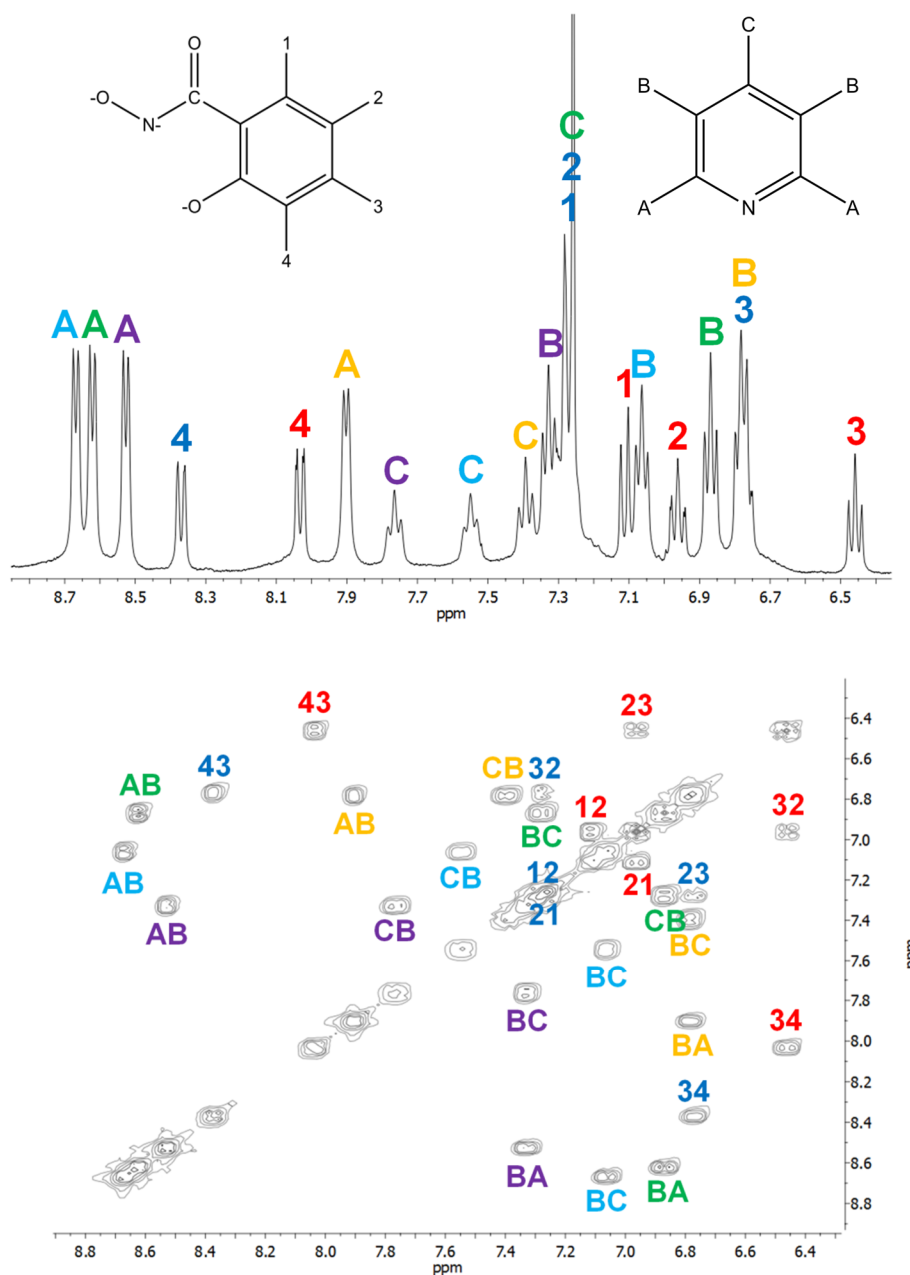 O
1
C
-O
C
2
B
B
N-
-O
3
A
N
A
4
C
2
1
A A A
4
4
A
C
C
C
B
1 B
2
B
B
3
3
8.7 8.5 8.3 8.1 7.9 7.7 7.5 7.3 7.1 6.9 6.7 6.5
ppm
43
23
AB
43
CB 32
12
32
AB
BC
AB
CB
12
21
23
AB
CB
21
CB
BC
BC
BC
34
BA
34
BA
BC
BA
6.4
6.6
6.8
7.0
7.2
7.4
7.6
7.8
8.0
8.2
8.4
8.6
8.8
ppm
8.8 8.6 8.4 8.2 8.0 7.8 7.6 7.4 7.2 7.0 6.8 6.6 6.4
ppm